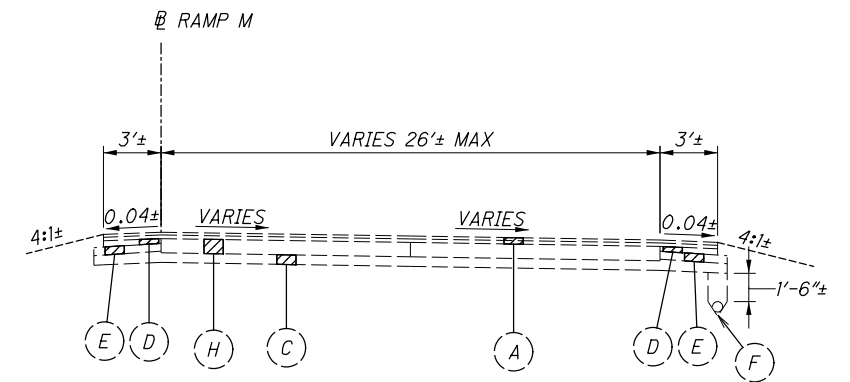 ℄ RAMP M
3'± VARIES 26'± MAX 3'±
4:1± 0.04± VARIES VARIES 0.04± 4:1±
1'-6"±
E D H C A D E F